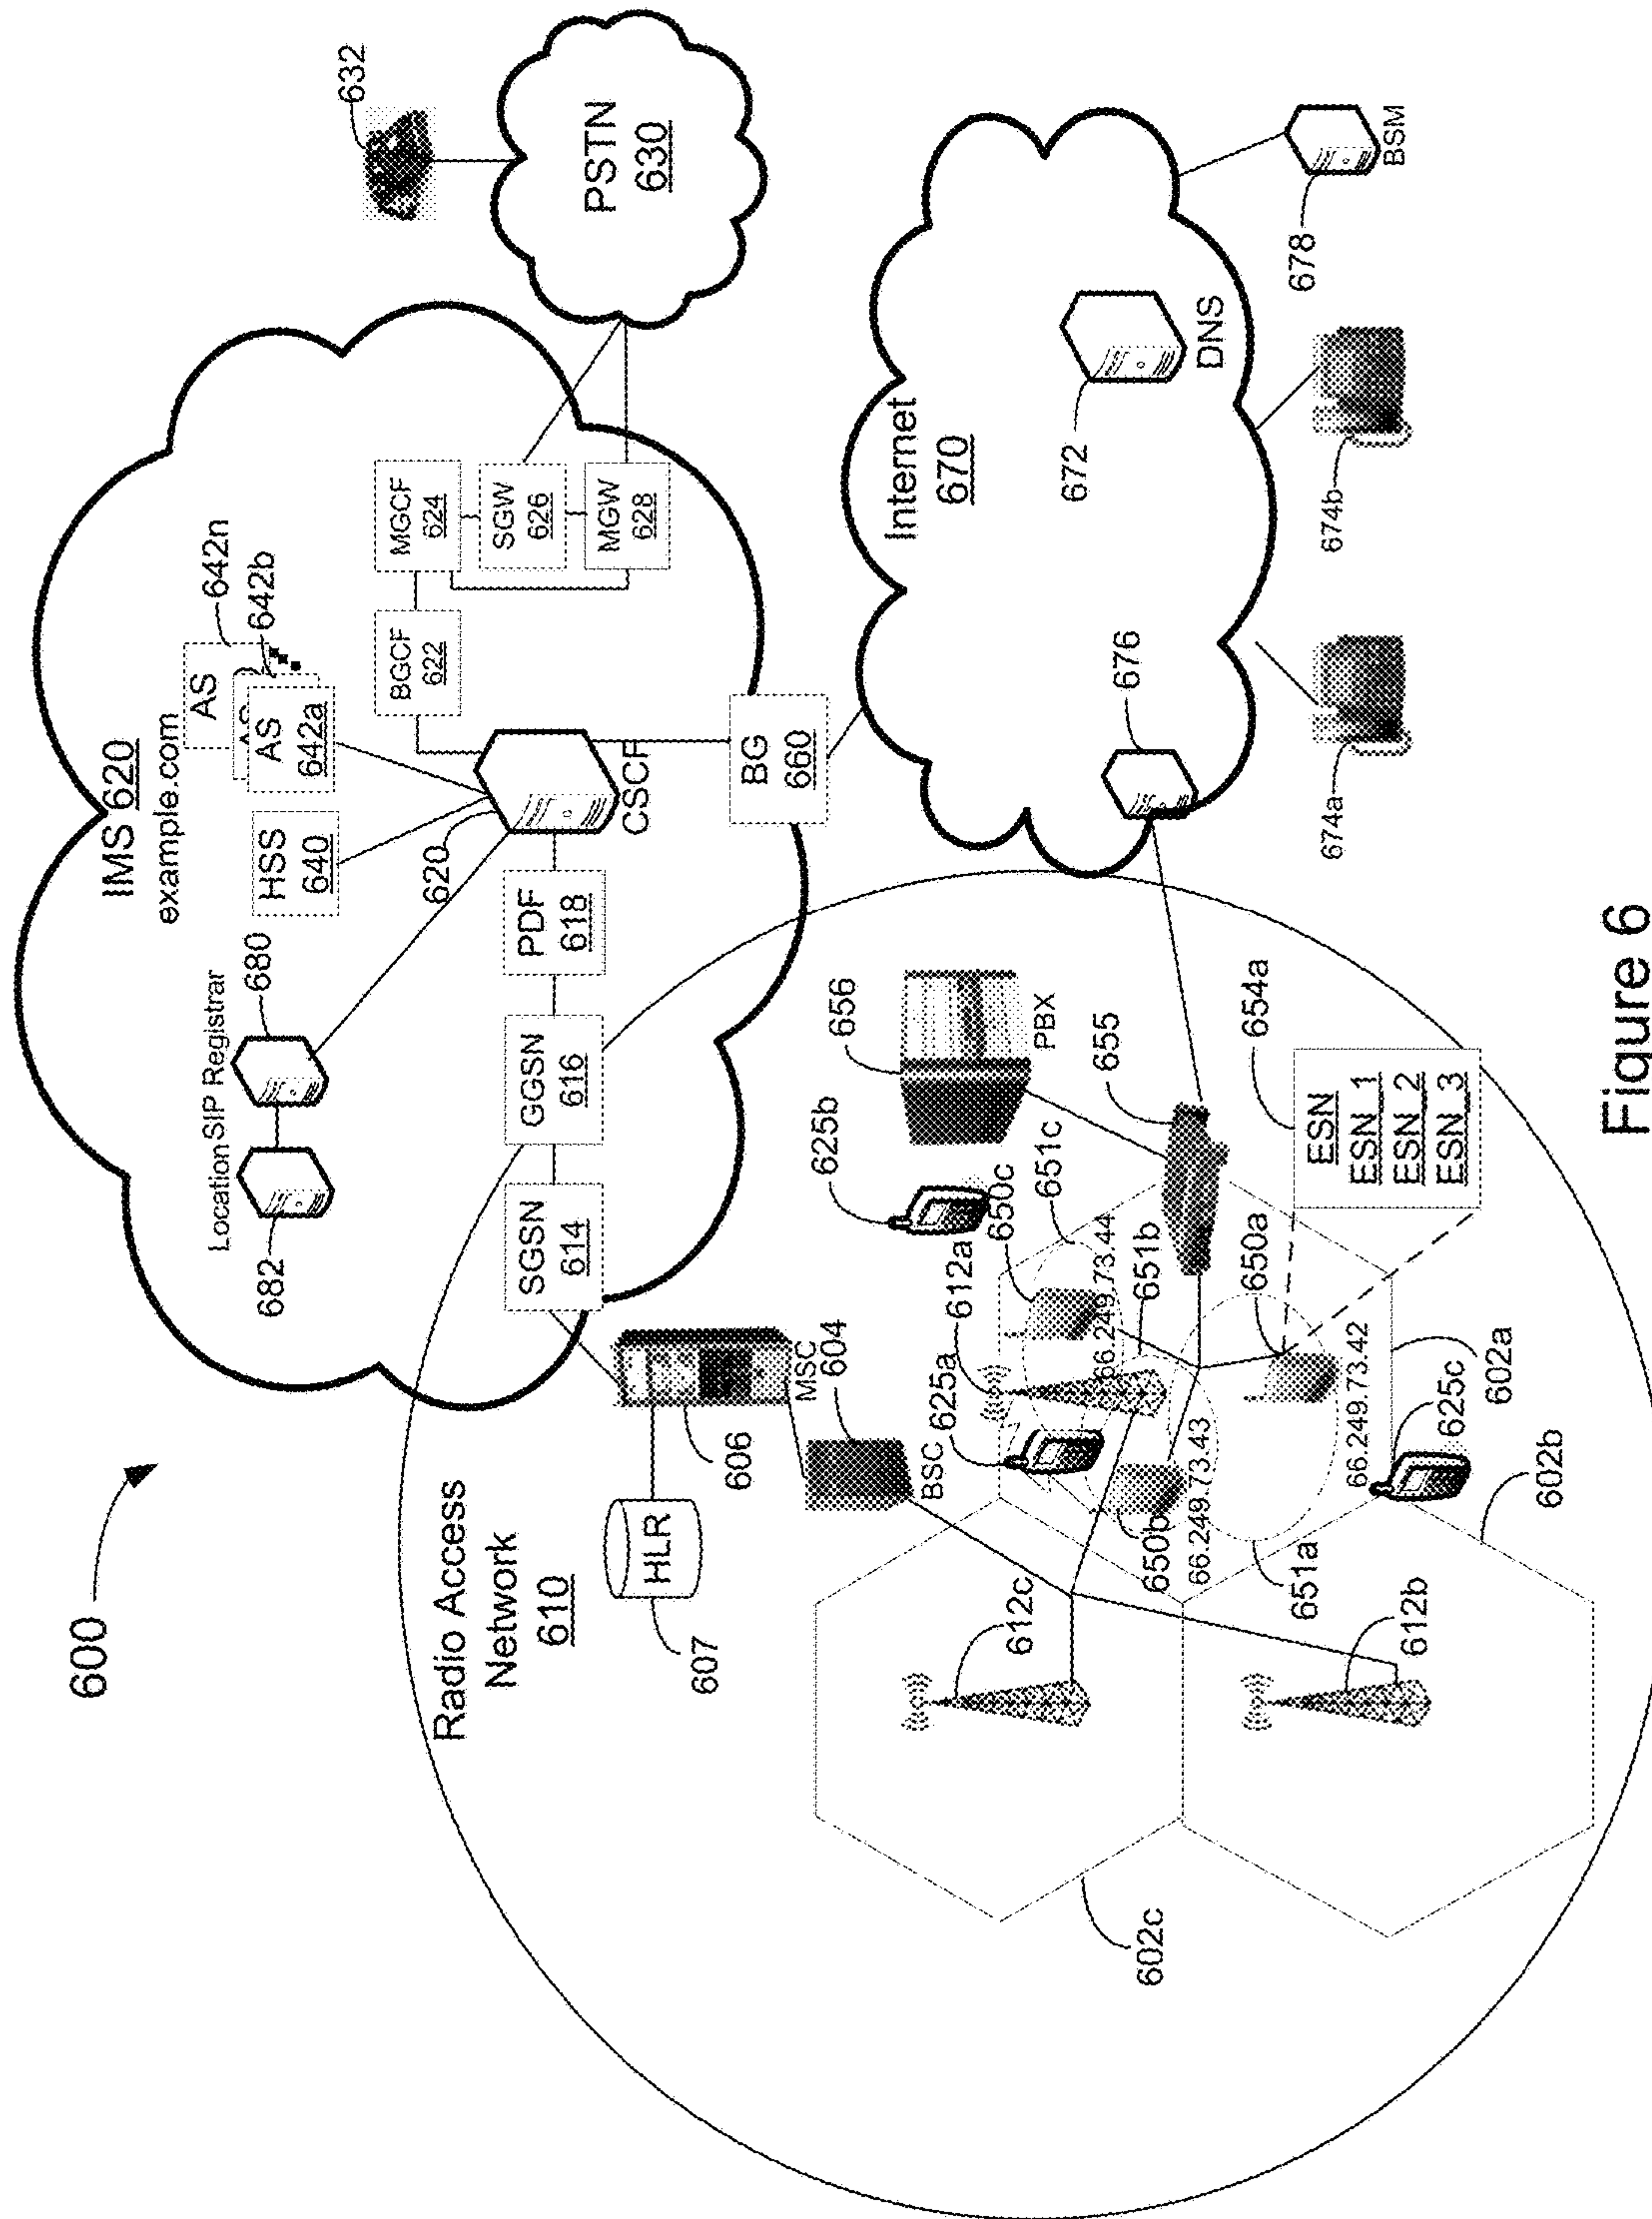 600
IMS 620
example.com
Location
SIP Registrar
680
682
HSS
640
AS
642n
642b
AS
642a
620
CSCF
BGCF
622
MGCF
624
SGW
626
MGW
628
632
PSTN
630
SGSN
614
GGSN
616
PDF
618
BG
660
Radio Access
Network
610
HLR
607
606
MSC
604
BSC
625b
656
PBX
655
612a
650c
651c
66.249.73.44
651b
625a
650b
66.249.73.43
650a
66.249.73.42
651a
625c
602a
602b
602c
612c
612b
654a
ESN
ESN_1
ESN_2
ESN_3
Internet
670
672
DNS
676
674a
674b
678
BSM
Figure 6